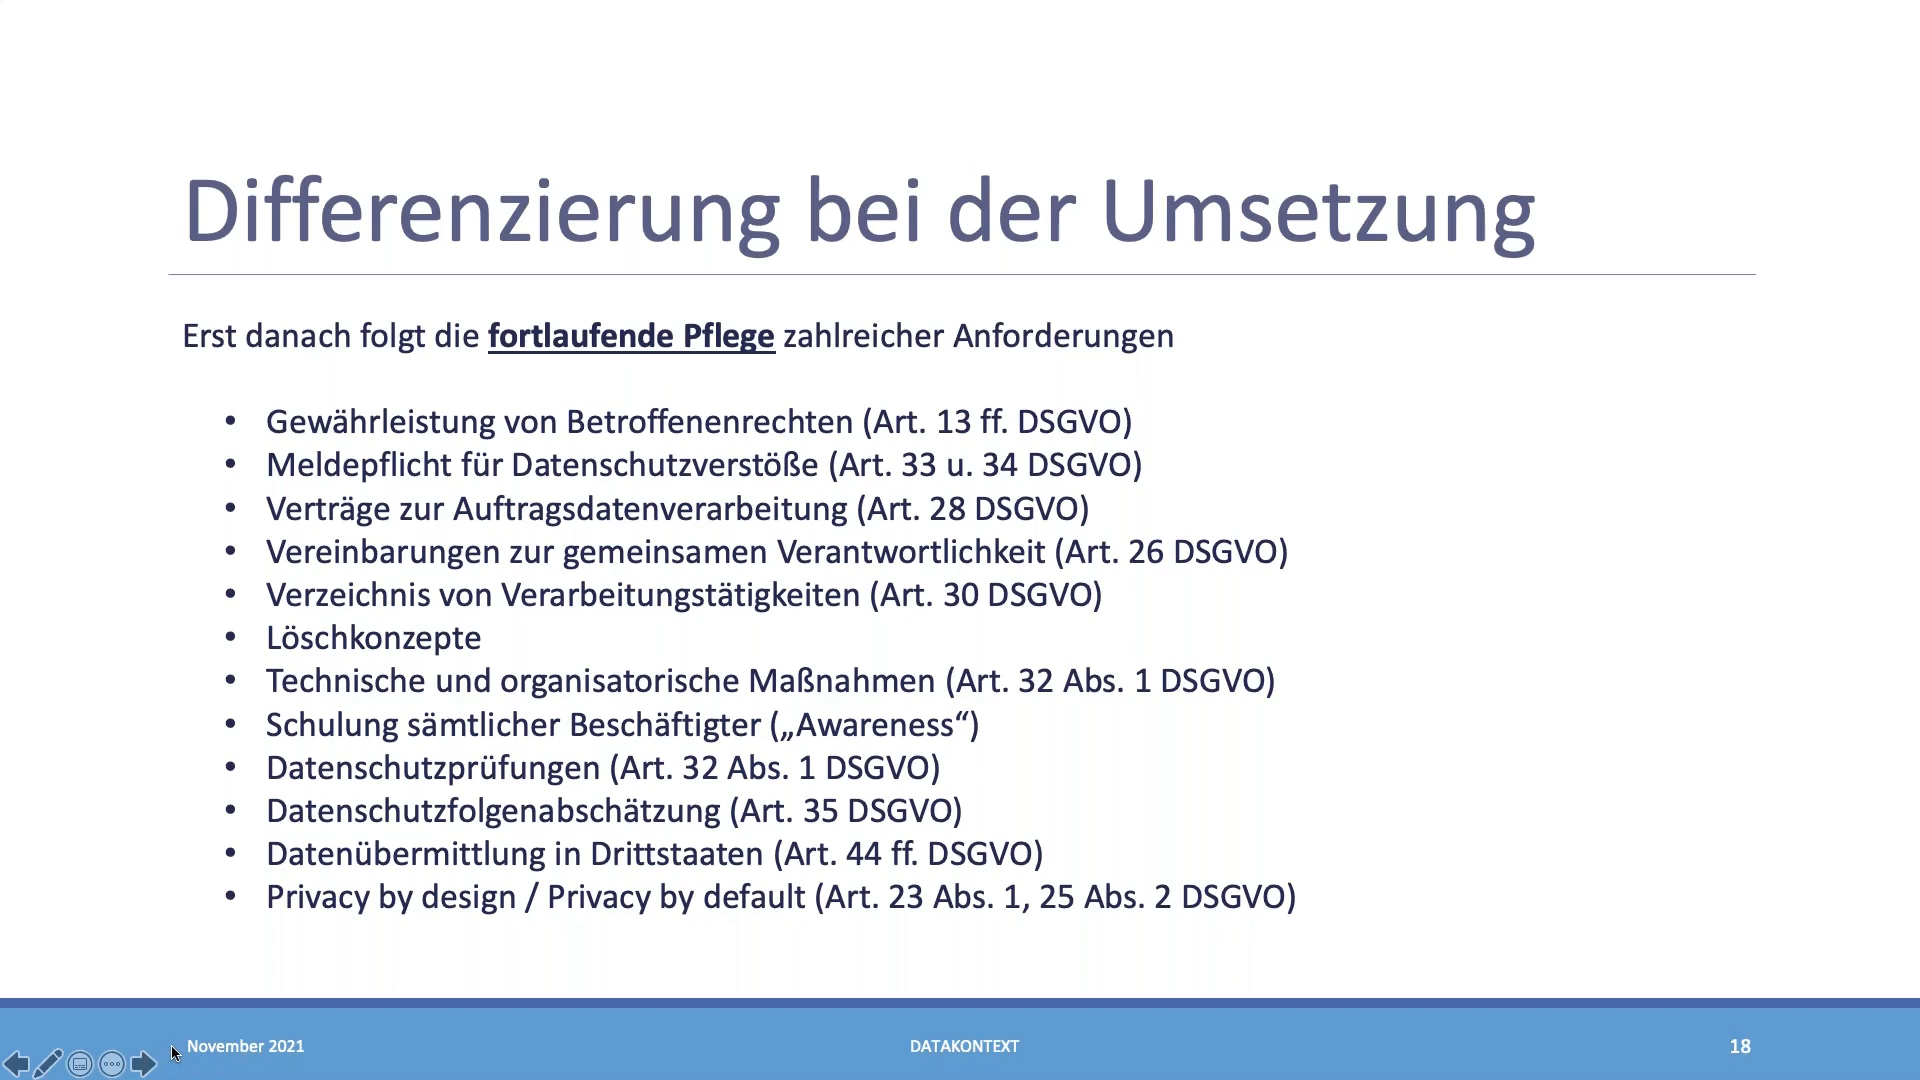 Differenzierung bei der Umsetzung
Erst danach folgt die fortlaufende Pflege zahlreicher Anforderungen
• Gewährleistung von Betroffenenrechten (Art. 13 ff. DSGVO)
• Meldepflicht für Datenschutzverstöße (Art. 33 u. 34 DSGVO)
• Verträge zur Auftragsdatenverarbeitung (Art. 28 DSGVO)
• Vereinbarungen zur gemeinsamen Verantwortlichkeit (Art. 26 DSGVO)
• Verzeichnis von Verarbeitungstätigkeiten (Art. 30 DSGVO)
• Löschkonzepte
• Technische und organisatorische Maßnahmen (Art. 32 Abs. 1 DSGVO)
• Schulung sämtlicher Beschäftigter („Awareness“)
• Datenschutzprüfungen (Art. 32 Abs. 1 DSGVO)
• Datenschutzfolgenabschätzung (Art. 35 DSGVO)
• Datenübermittlung in Drittstaaten (Art. 44 ff. DSGVO)
• Privacy by design / Privacy by default (Art. 23 Abs. 1, 25 Abs. 2 DSGVO)
November 2021
DATAKONTEXT
18